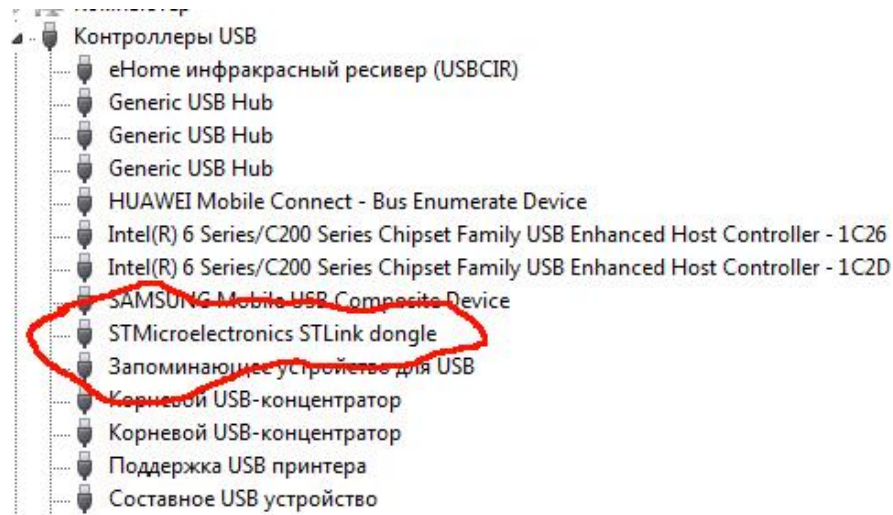 Контроллеры USB
eHome инфракрасный ресивер (USBCIR)
Generic USB Hub
Generic USB Hub
Generic USB Hub
HUAWEI Mobile Connect - Bus Enumerate Device
Intel(R) 6 Series/C200 Series Chipset Family USB Enhanced Host Controller - 1C26
Intel(R) 6 Series/C200 Series Chipset Family USB Enhanced Host Controller - 1C2D
SAMSUNG Mobile USB Composite Device
STMicroelectronics STLink dongle
Запоминающее устройство для USB
Корневой USB-концентратор
Корневой USB-концентратор
Поддержка USB принтера
Составное USB устройство